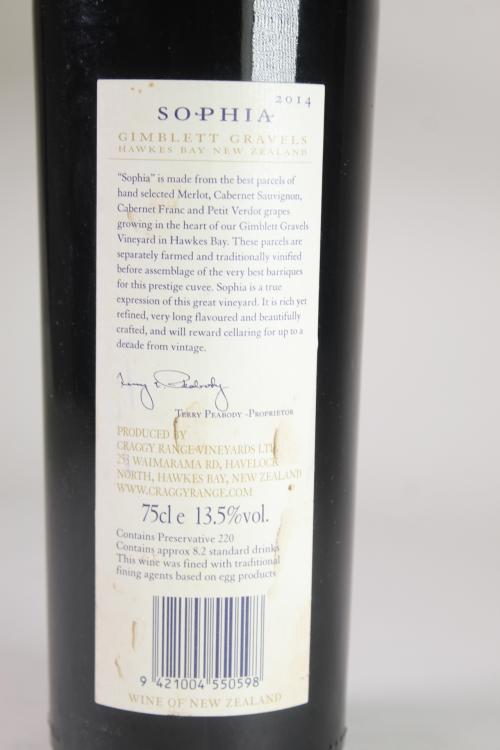 2014
SO·PHIA
GIMBLETT GRAVELS
HAWKES BAY NEW ZEALAND
"Sophia" is made from the best parcels of
hand selected Merlot, Cabernet Sauvignon,
Cabernet Franc and Petit Verdot grapes
growing in the heart of our Gimblett Gravels
Vineyard in Hawkes Bay. These parcels are
separately farmed and traditionally vinified
before assemblage of the very best barriques
for this prestige cuvee. Sophia is a true
expression of this great vineyard. It is rich yet
refined, very long flavoured and beautifully
crafted, and will reward cellaring for up to a
decade from vintage.
Terry E. Peabody
TERRY PEABODY -PROPRIETOR
PRODUCED BY
CRAGGY RANGE VINEYARDS LTD.
253 WAIMARAMA RD, HAVELOCK
NORTH, HAWKES BAY, NEW ZEALAND
WWW.CRAGGYRANGE.COM
75cl e 13.5%vol.
Contains Preservative 220
Contains approx 8.2 standard drinks
This wine was fined with traditional
fining agents based on egg products
9 421004 550598
WINE OF NEW ZEALAND